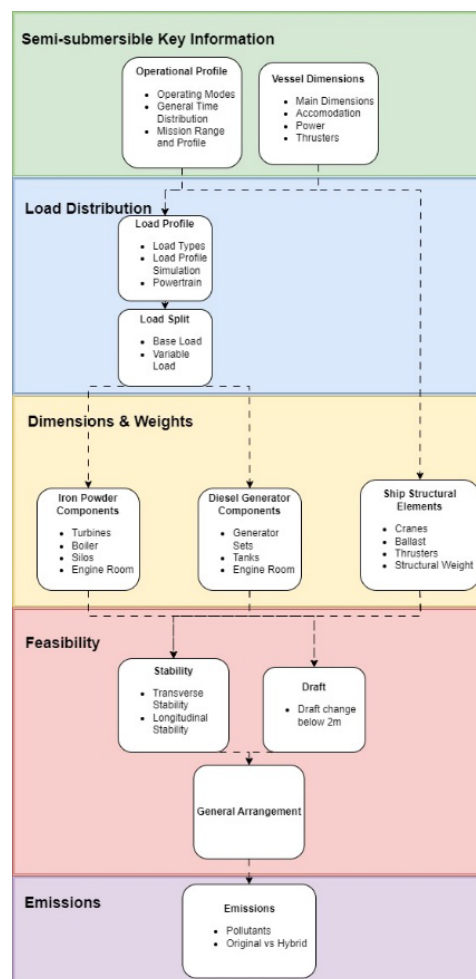 Semi-submersible Key Information
Operational Profile
• Operating Modes
• General Time
Distribution
• Mission Range
and Profile
Vessel Dimensions
• Main Dimensions
• Accomodation
• Power
• Thrusters
Load Distribution
Load Profile
• Load Types
• Load Profile
Simulation
• Powertrain
Load Split
• Base Load
• Variable
Load
Dimensions & Weights
Iron Powder
Components
• Turbines
• Boiler
• Silos
• Engine Room
Diesel Generator
Components
• Generator
Sets
• Tanks
• Engine Room
Ship Structural
Elements
• Cranes
• Ballast
• Thrusters
• Structural Weight
Feasibility
Stability
• Transverse
Stability
• Longitudinal
Stability
Draft
• Draft change
below 2m
General Arrangement
Emissions
Emissions
• Pollutants
• Original vs Hybrid